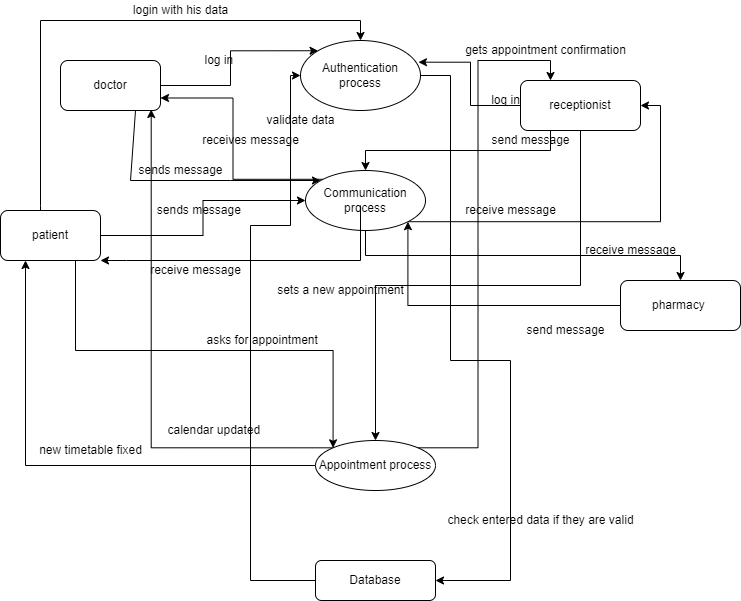 login with his data
gets appointment confirmation
log in
Authentication
process
doctor
log in
receptionist
validate data
receives message
send message
sends message
Communication
process
sends message
receive message
patient
receive message
receive message
sets a new appointment
pharmacy
send message
asks for appointment
calendar updated
new timetable fixed
Appointment process
check entered data if they are valid
Database